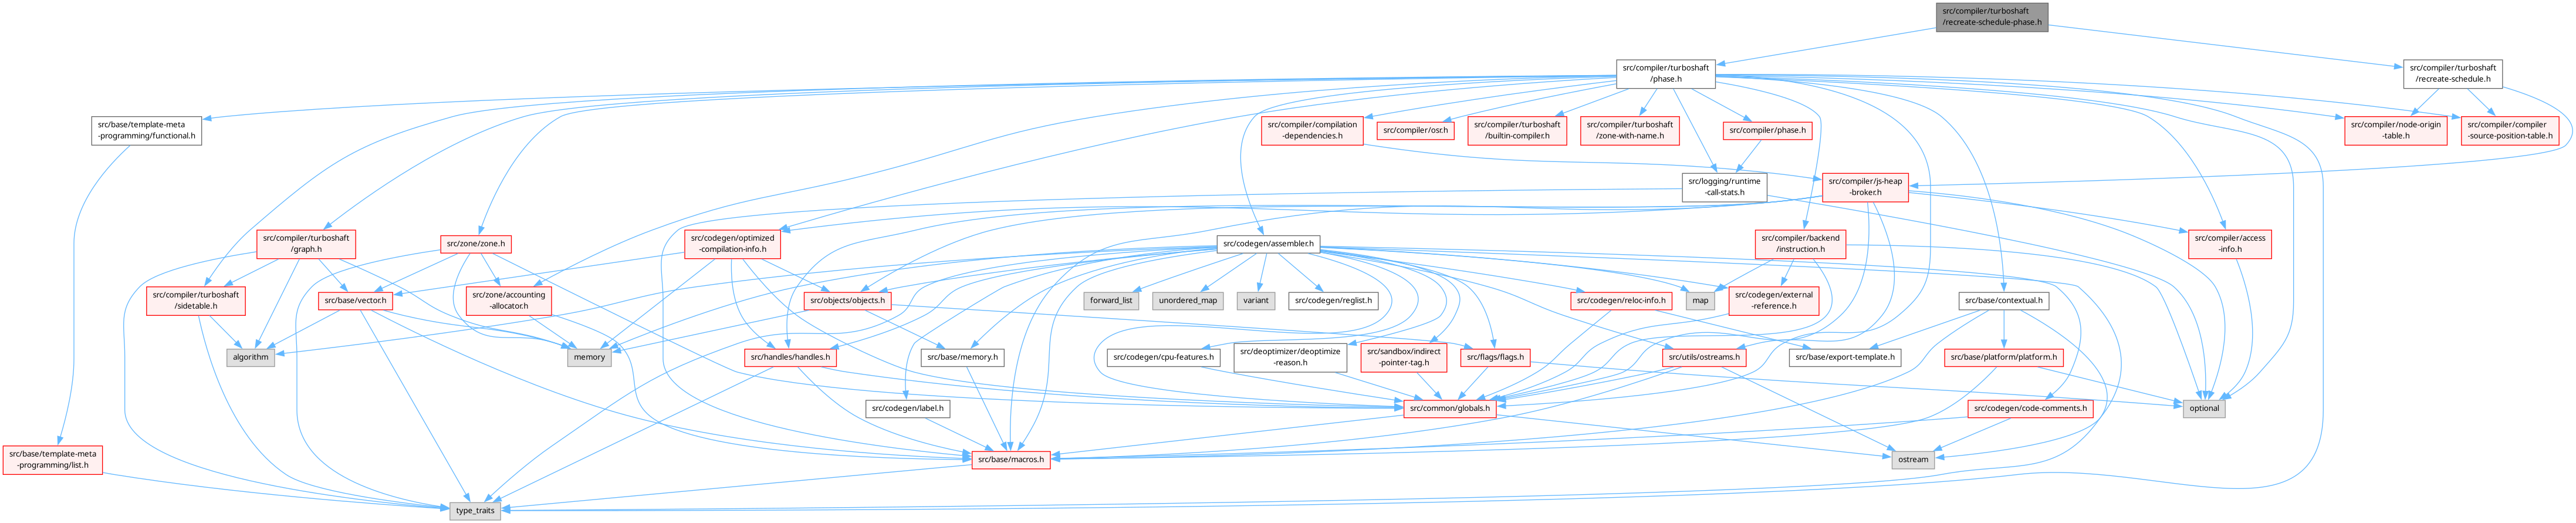 src/compiler/turboshaft
/recreate-schedule-phase.h
src/compiler/turboshaft
/phase.h
src/compiler/turboshaft
/recreate-schedule.h
src/base/template-meta
-programming/functional.h
src/compiler/compilation
-dependencies.h
src/compiler/osr.h
src/compiler/turboshaft
/builtin-compiler.h
src/compiler/turboshaft
/zone-with-name.h
src/compiler/phase.h
src/compiler/node-origin
-table.h
src/compiler/compiler
-source-position-table.h
src/logging/runtime
-call-stats.h
src/compiler/js-heap
-broker.h
src/compiler/turboshaft
/graph.h
src/zone/zone.h
src/codegen/optimized
-compilation-info.h
src/codegen/assembler.h
src/compiler/backend
/instruction.h
src/compiler/access
-info.h
src/compiler/turboshaft
/sidetable.h
src/base/vector.h
src/zone/accounting
-allocator.h
src/objects/objects.h
forward_list
unordered_map
variant
src/codegen/reglist.h
src/codegen/reloc-info.h
map
src/codegen/external
-reference.h
src/base/contextual.h
algorithm
memory
src/handles/handles.h
src/base/memory.h
src/codegen/cpu-features.h
src/deoptimizer/deoptimize
-reason.h
src/sandbox/indirect
-pointer-tag.h
src/flags/flags.h
src/utils/ostreams.h
src/base/export-template.h
src/base/platform/platform.h
src/codegen/label.h
src/common/globals.h
src/codegen/code-comments.h
optional
src/base/template-meta
-programming/list.h
src/base/macros.h
ostream
type_traits